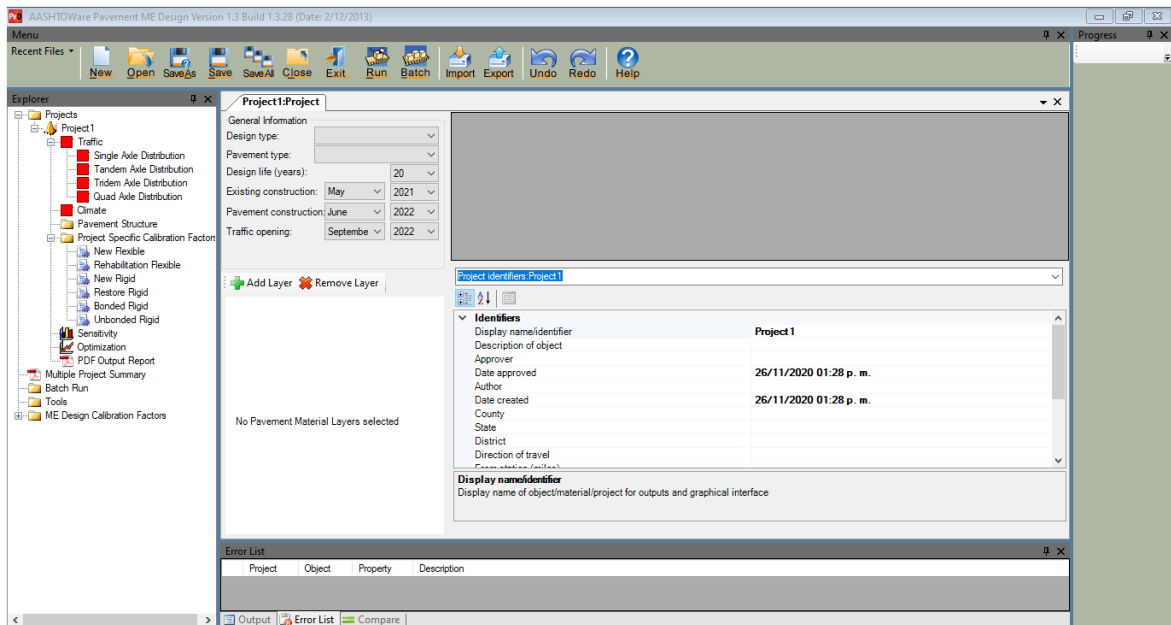 AASHTOWare Pavement ME Design Version 1.3 Build 1.3.28 (Date: 2/12/2013)
Menu
Progress
Recent Files
New Open SaveAs Save SaveAll Close Exit Run Batch Import Export Undo Redo Help
Explorer
Projects
Project1
Traffic
Single Axle Distribution
Tandem Axle Distribution
Tridem Axle Distribution
Quad Axle Distribution
Climate
Pavement Structure
Project Specific Calibration Factors
New Flexible
Rehabilitation Flexible
New Rigid
Restore Rigid
Bonded Rigid
Unbonded Rigid
Sensitivity
Optimization
PDF Output Report
Multiple Project Summary
Batch Run
Tools
ME Design Calibration Factors
Project1:Project
General Information
Design type:
Pavement type:
Design life (years): 20
Existing construction: May 2021
Pavement construction: June 2022
Traffic opening: Septembe 2022
Add Layer Remove Layer
No Pavement Material Layers selected
Project identifiers:Project1
Identifiers
Display name/identifier Project1
Description of object
Approver
Date approved 26/11/2020 01:28 p. m.
Author
Date created 26/11/2020 01:28 p. m.
County
State
District
Direction of travel
From station (miles)
Display name/identifier
Display name of object/material/project for outputs and graphical interface
Error List
Project Object Property Description
Output Error List Compare